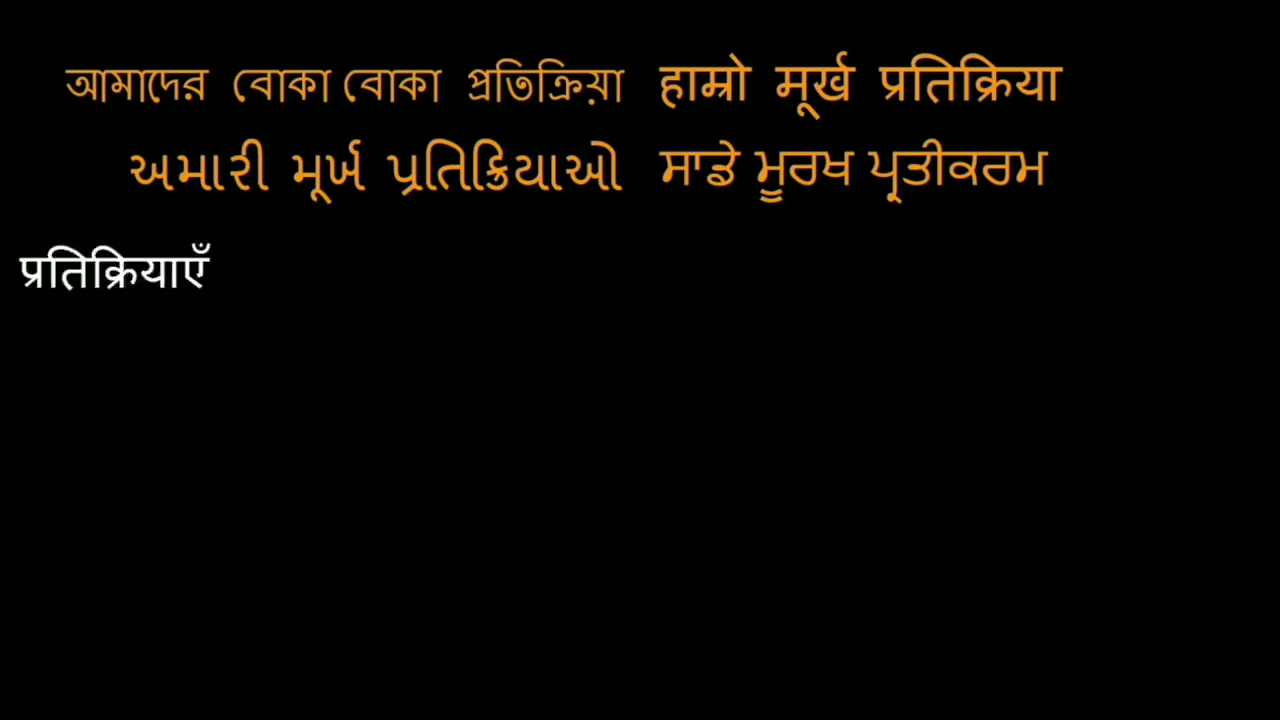 আমাদের বোকা বোকা প্রতিক্রিয়া हाम्रो मूर्ख प्रतिक्रिया
અમારી મૂર્ખ પ્રતિક્રિયાઓ ਸਾਡੇ ਮੂਰਖ ਪ੍ਰਤੀਕਰਮ
प्रतिक्रियाएँ